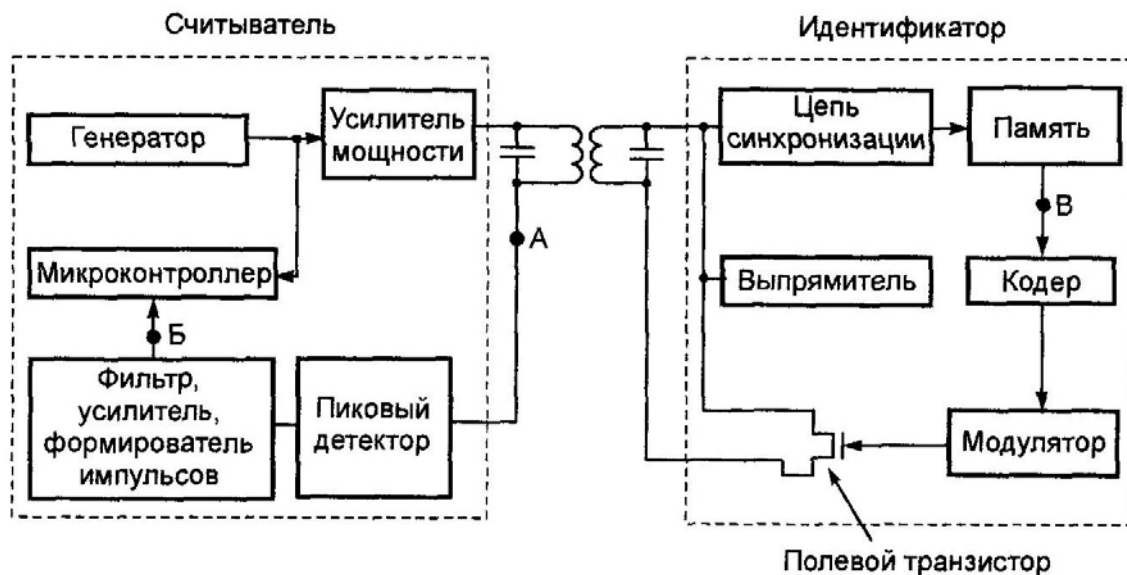 Считыватель
Генератор
Усилитель
мощности
Микроконтроллер
А
Б
Фильтр,
усилитель,
формирователь
импульсов
Пиковый
детектор
Идентификатор
Цепь
синхронизации
Память
В
Выпрямитель
Кодер
Модулятор
Полевой транзистор